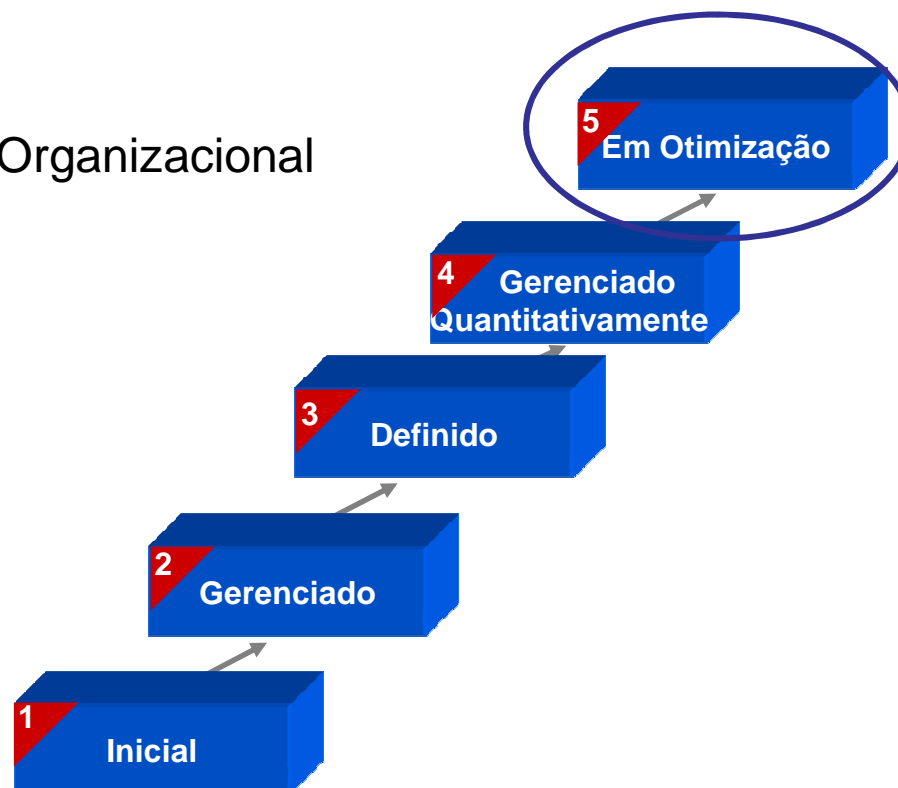 Organizacional
5
Em Otimização
4
Gerenciado
Quantitativamente
3
Definido
2
Gerenciado
1
Inicial